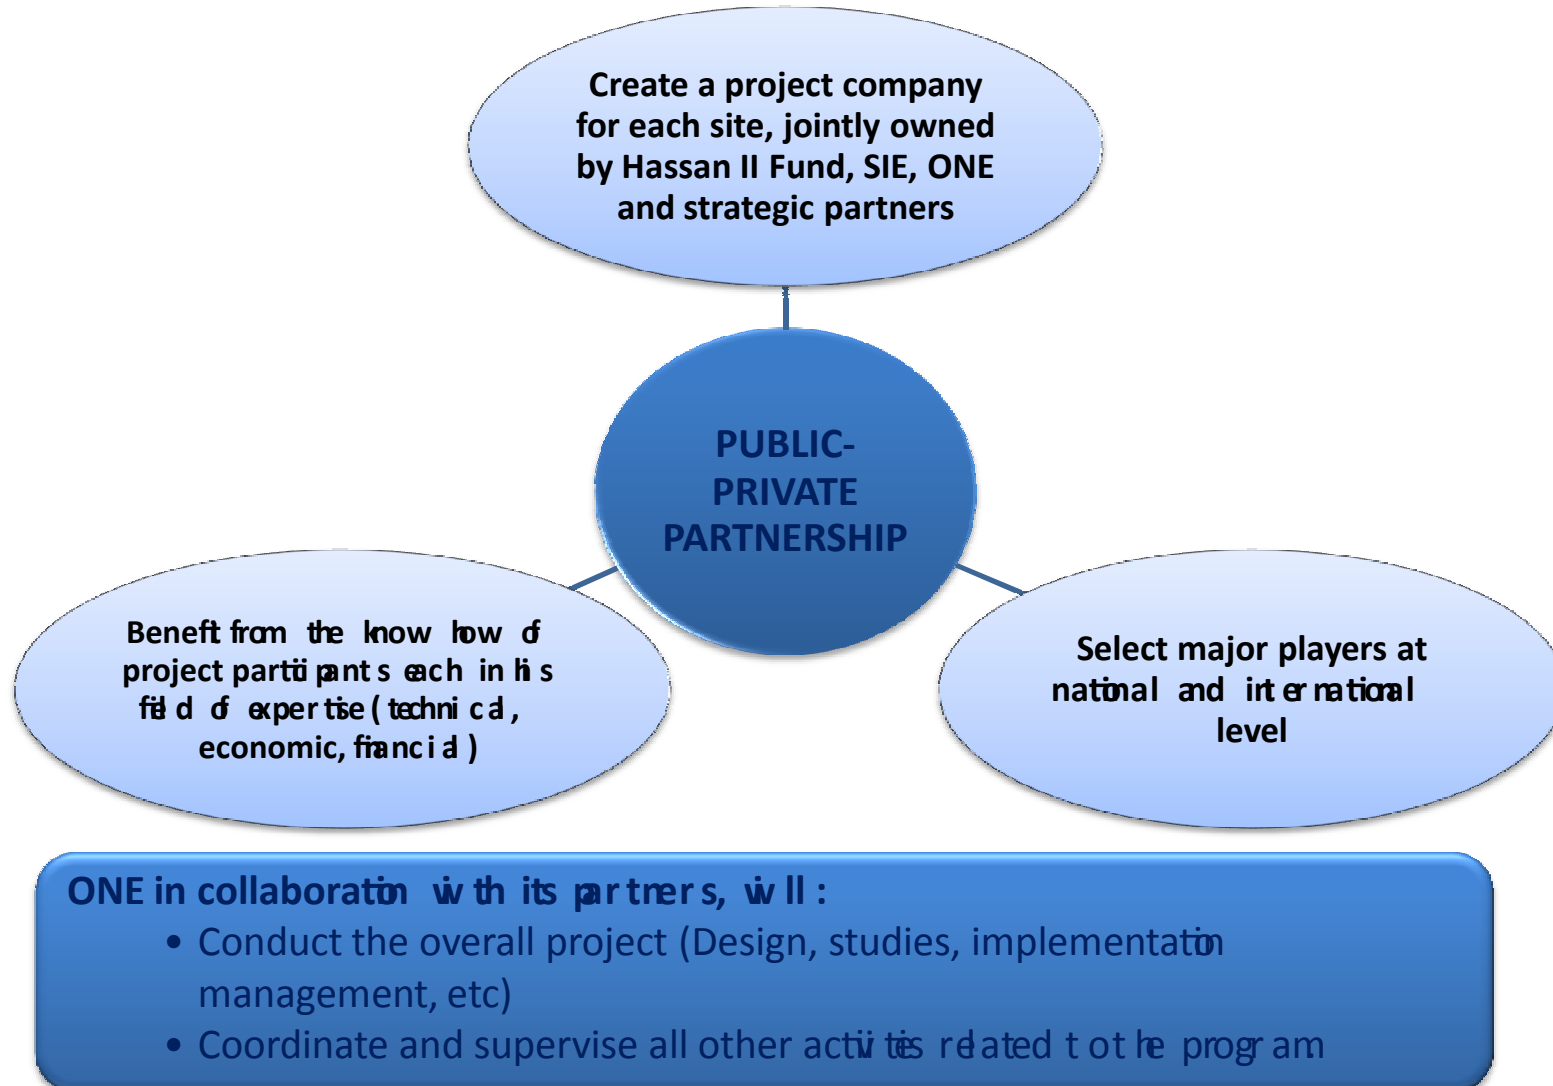 Create a project company
for each site, jointly owned
by Hassan II Fund, SIE, ONE
and strategic partners
PUBLIC-
PRIVATE
PARTNERSHIP
Benefit from the know how of
project participants each in his
field of expertise (technical,
economic, financial)
Select major players at
national and international
level
ONE in collaboration with its partners, will :
• Conduct the overall project (Design, studies, implementation
management, etc)
• Coordinate and supervise all other activities related to the program.